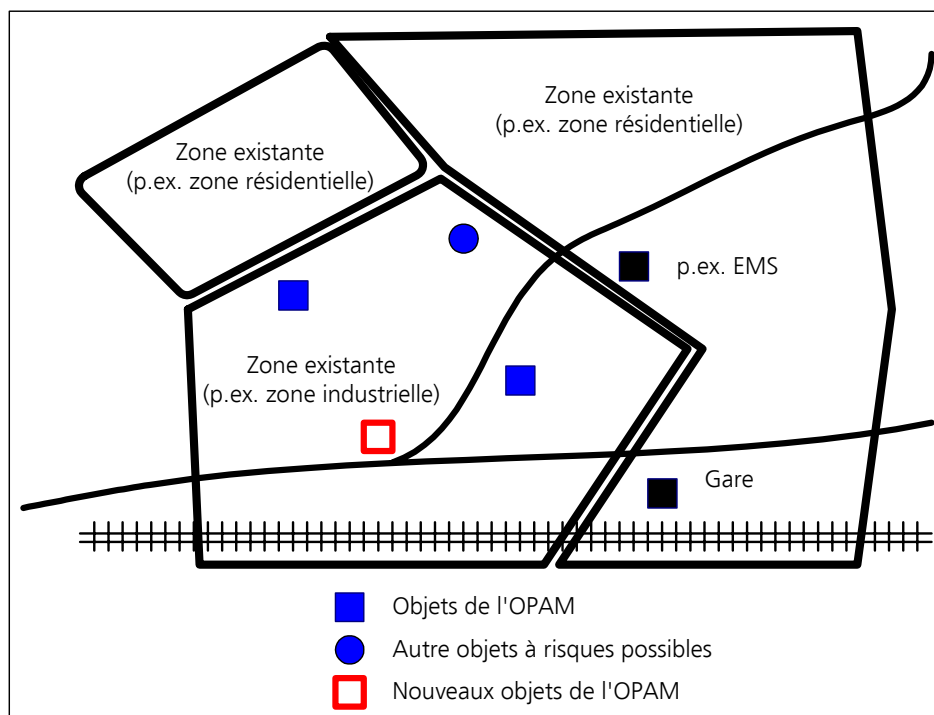 Zone existante
(p.ex. zone résidentielle)
Zone existante
(p.ex. zone résidentielle)
p.ex. EMS
Zone existante
(p.ex. zone industrielle)
Gare
Objets de l'OPAM
Autre objets à risques possibles
Nouveaux objets de l'OPAM